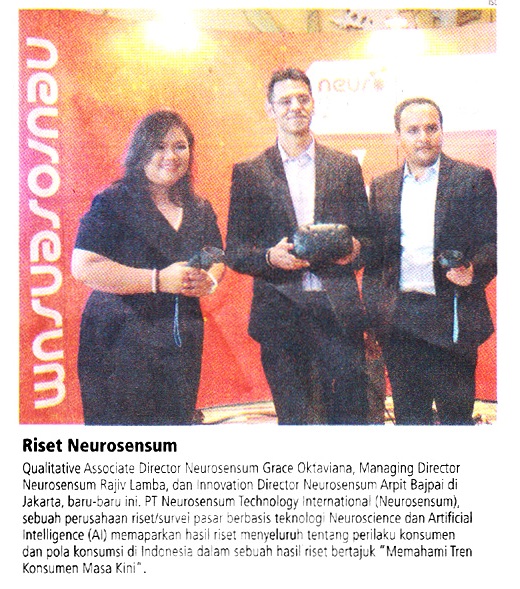 neurosensum
neuro
Riset Neurosensum
Qualitative Associate Director Neurosensum Grace Oktaviana, Managing Director
Neurosensum Rajiv Lamba, dan Innovation Director Neurosensum Arpit Bajpai di
Jakarta, baru-baru ini. PT Neurosensum Technology International (Neurosensum),
sebuah perusahaan riset/survei pasar berbasis teknologi Neuroscience dan Artificial
Intelligence (AI) memaparkan hasil riset menyeluruh tentang perilaku konsumen
dan pola konsumsi di Indonesia dalam sebuah hasil riset bertajuk “Memahami Tren
Konsumen Masa Kini”.